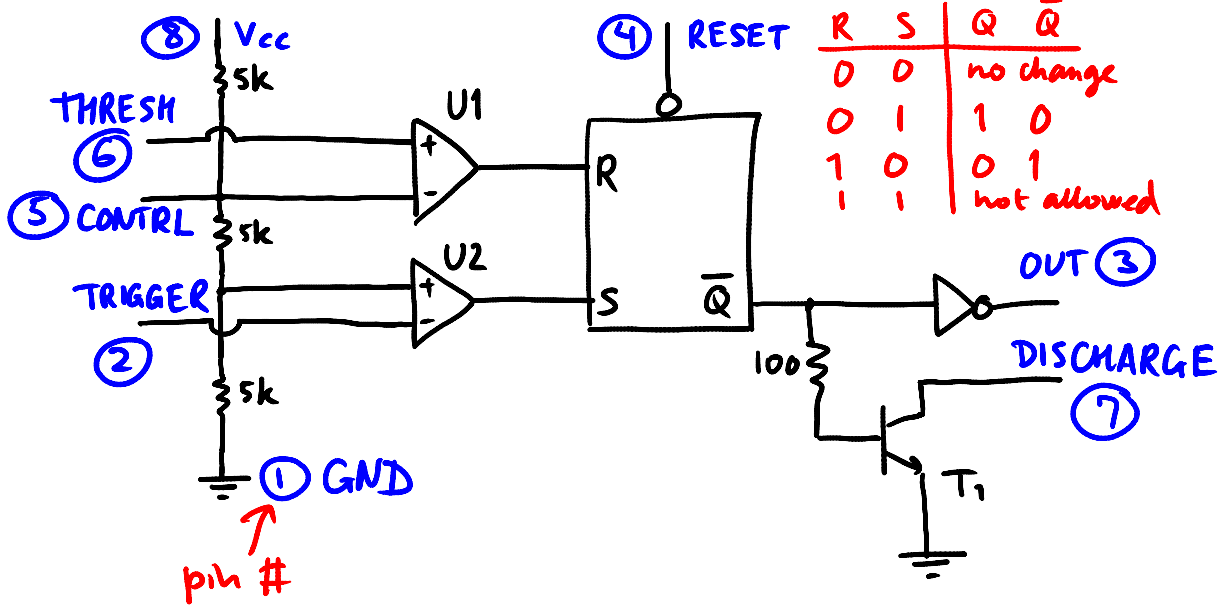 8 Vcc
5k
THRESH
6
5 CONTRL
5k
TRIGGER
2
5k
1 GND
pin #
U1
+
-
U2
+
-
4 RESET
R
S
Q̅
R S Q Q̅
0 0 no change
0 1 1 0
1 0 0 1
1 1 not allowed
OUT 3
100
DISCHARGE
7
T1